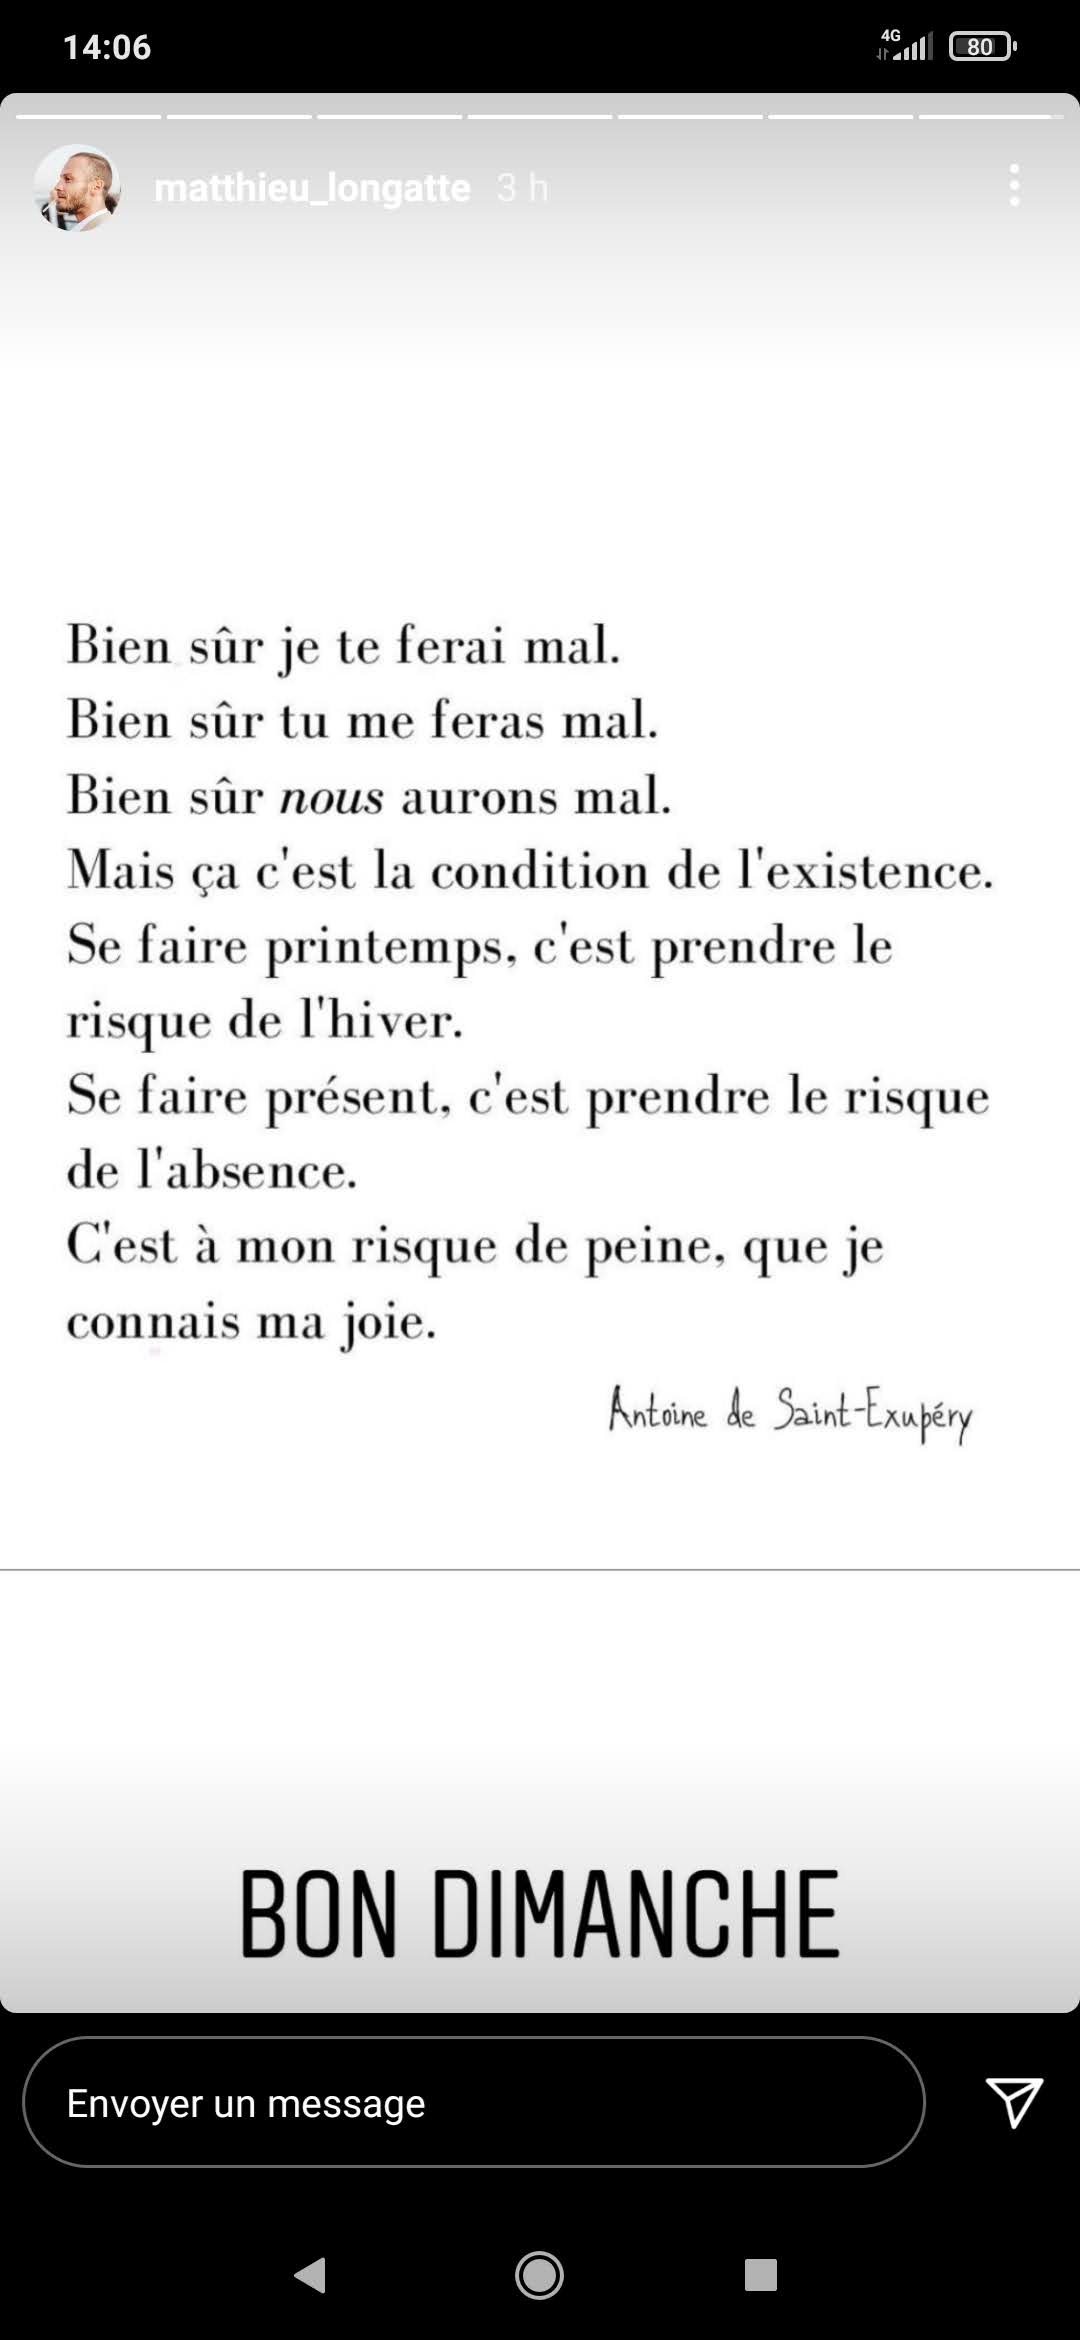 14:06
4G
80
matthieu_longatte 3 h
Bien sûr je te ferai mal.
Bien sûr tu me feras mal.
Bien sûr nous aurons mal.
Mais ça c'est la condition de l'existence.
Se faire printemps, c'est prendre le
risque de l'hiver.
Se faire présent, c'est prendre le risque
de l'absence.
C'est à mon risque de peine, que je
connais ma joie.
Antoine de Saint-Exupéry
BON DIMANCHE
Envoyer un message